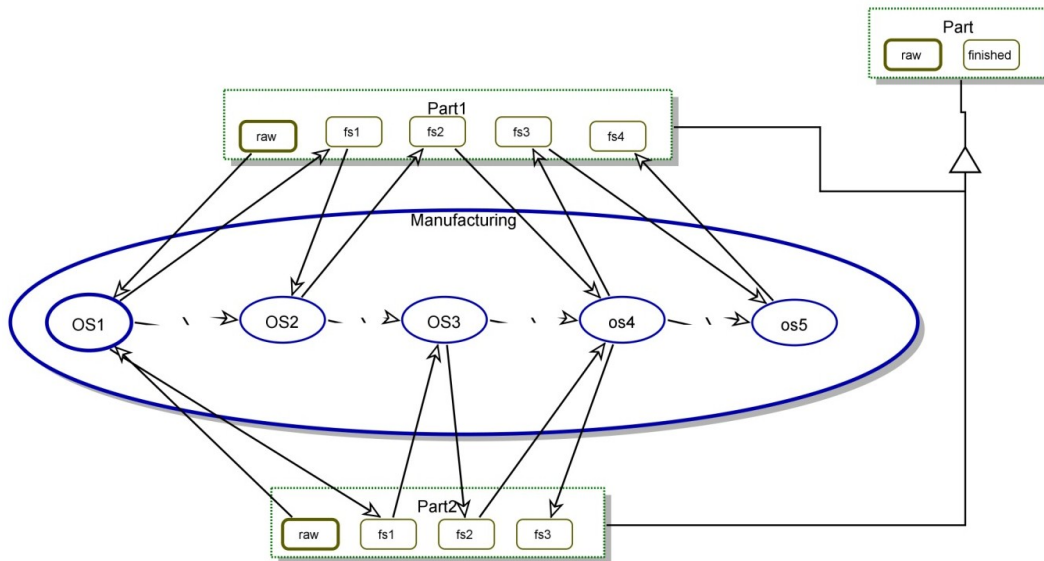 Part
raw
finished
Part1
raw
fs1
fs2
fs3
fs4
Manufacturing
OS1
OS2
OS3
os4
os5
Part2
raw
fs1
fs2
fs3